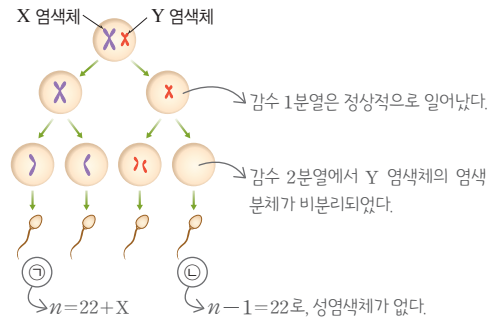 X 염색체 Y 염색체
감수 1분열은 정상적으로 일어났다.
감수 2분열에서 Y 염색체의 염색
분체가 비분리되었다.
㉠ ㉡
n=22+X n-1=22로, 성염색체가 없다.